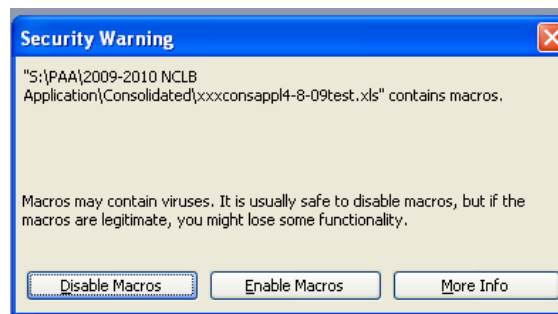 Security Warning
"S:\PAA\2009-2010 NCLB
Application\Consolidated\xxxconsappl4-8-09test.xls" contains macros.
Macros may contain viruses. It is usually safe to disable macros, but if the
macros are legitimate, you might lose some functionality.
Disable Macros Enable Macros More Info